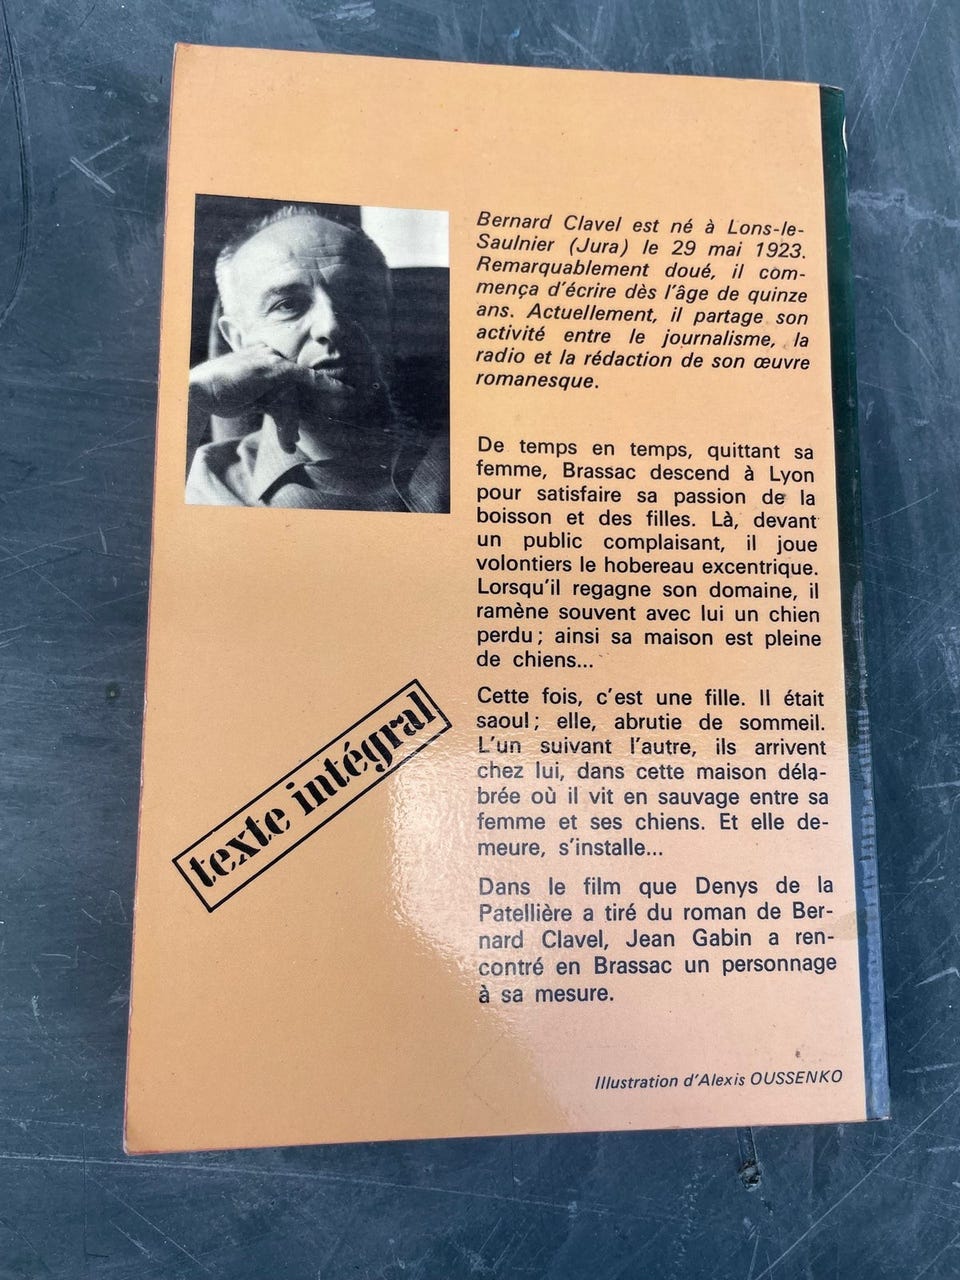 Bernard Clavel est né à Lons-le-
Saulnier (Jura) le 29 mai 1923.
Remarquablement doué, il com-
mença d'écrire dès l'âge de quinze
ans. Actuellement, il partage son
activité entre le journalisme, la
radio et la rédaction de son œuvre
romanesque.
De temps en temps, quittant sa
femme, Brassac descend à Lyon
pour satisfaire sa passion de la
boisson et des filles. Là, devant
un public complaisant, il joue
volontiers le hobereau excentrique.
Lorsqu'il regagne son domaine, il
ramène souvent avec lui un chien
perdu ; ainsi sa maison est pleine
de chiens...
Cette fois, c'est une fille. Il était
saoul ; elle, abrutie de sommeil.
L'un suivant l'autre, ils arrivent
chez lui, dans cette maison déla-
brée où il vit en sauvage entre sa
femme et ses chiens. Et elle de-
meure, s'installe...
Dans le film que Denys de la
Patellière a tiré du roman de Ber-
nard Clavel, Jean Gabin a ren-
contré en Brassac un personnage
à sa mesure.
texte intégral
Illustration d'Alexis OUSSENKO